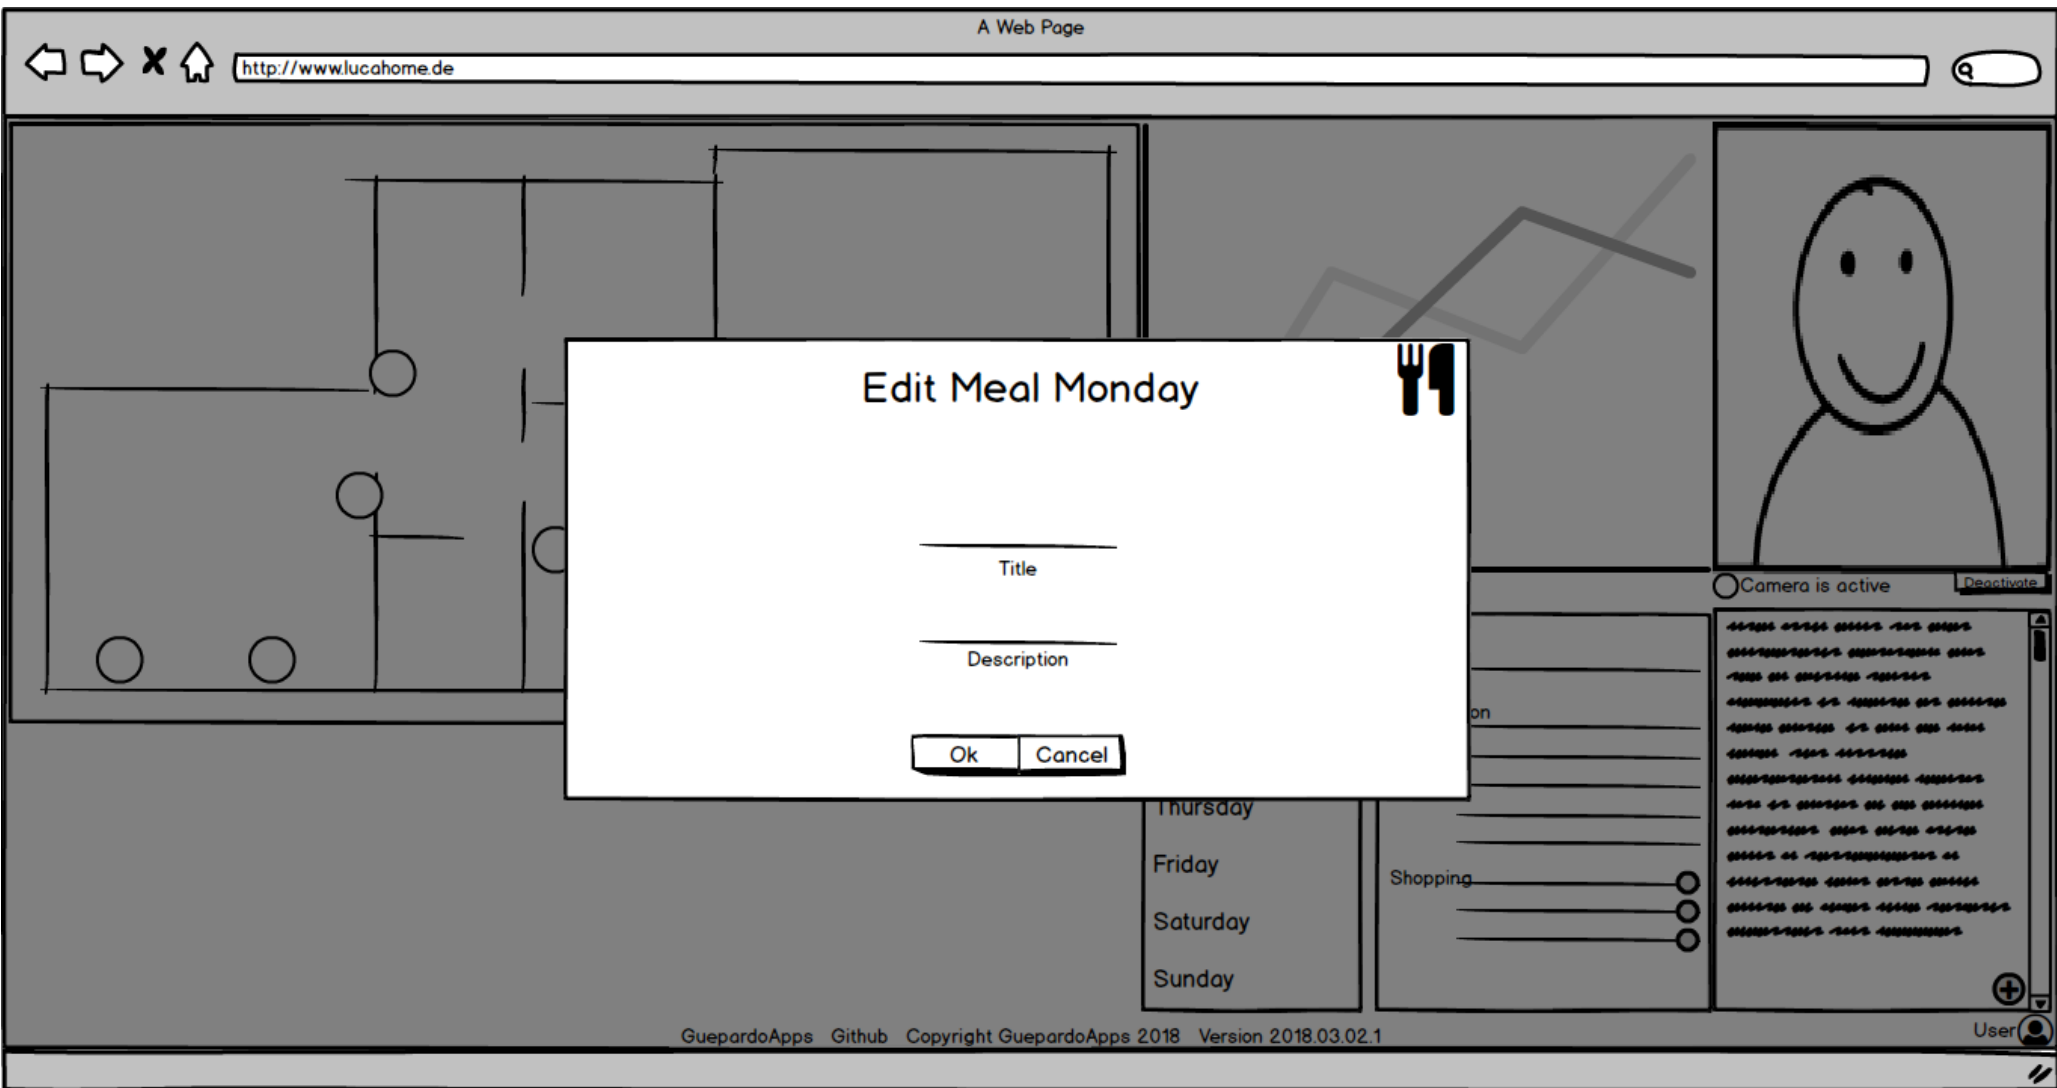 A Web Page
http://www.lucahome.de
Edit Meal Monday
Title
Description
Ok Cancel
Camera is active
Deactivate
on
Thursday
Friday
Saturday
Sunday
Shopping
GuepardoApps Github Copyright GuepardoApps 2018 Version 2018.03.02.1
User